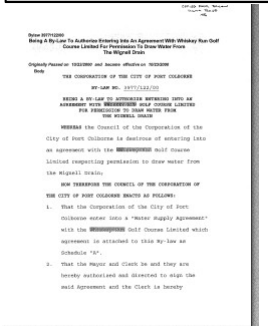 Bylaw 3977/122/00
Being A By-Law To Authorize Entering Into An Agreement With Whiskey Run Golf
Course Limited For Permission To Draw Water From
The Wignell Drain
Originally Passed on 10/23/2000 and became effective on 10/23/2000
Body
THE CORPORATION OF THE CITY OF PORT COLBORNE
BY-LAW NO. 3977/122/00
BEING A BY-LAW TO AUTHORIZE ENTERING INTO AN
AGREEMENT WITH GOLF COURSE LIMITED
FOR PERMISSION TO DRAW WATER FROM
THE WIGNELL DRAIN
WHEREAS the Council of the Corporation of the
City of Port Colborne is desirous of entering into
an agreement with the Golf Course
Limited respecting permission to draw water from
the Wignell Drain,
NOW THEREFORE THE COUNCIL OF THE CORPORATION OF
THE CITY OF PORT COLBORNE ENACTS AS FOLLOWS:
1. That the Corporation of the City of Port
Colborne enter into a "Water Supply Agreement"
with the Golf Course Limited which
agreement is attached to this By-law as
Schedule "A".
2. That the Mayor and Clerk be and they are
hereby authorized and directed to sign the
said Agreement and the Clerk is hereby